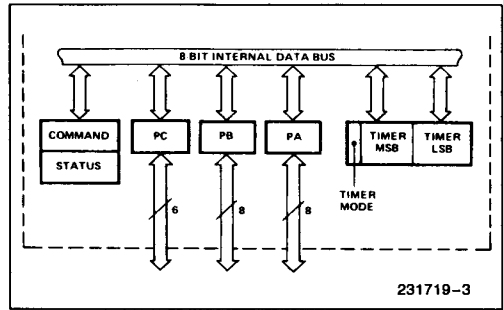 8 BIT INTERNAL DATA BUS
COMMAND
STATUS
PC
PB
PA
TIMER
MSB
TIMER
LSB
TIMER
MODE
6
8
8
231719-3